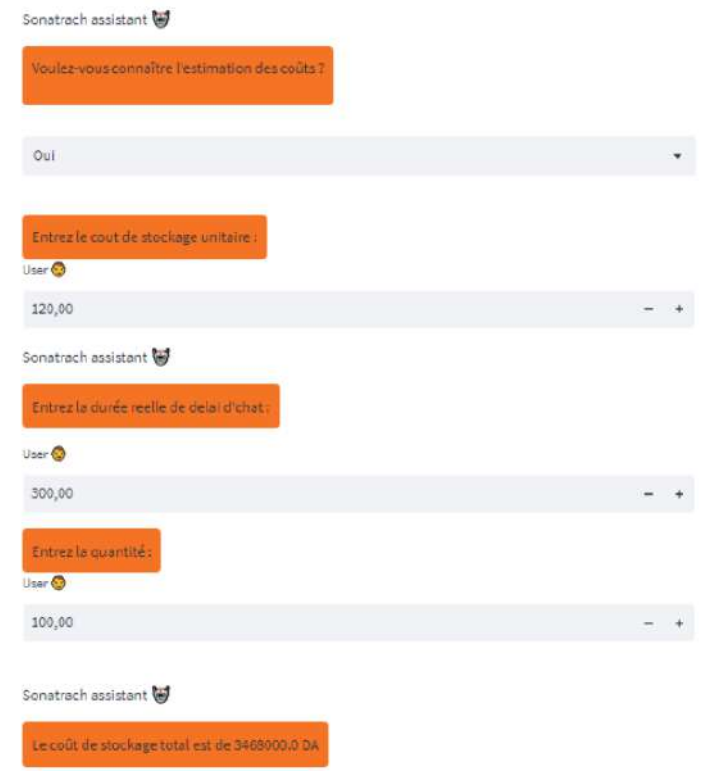 Sonatrach assistant
Voulez-vous connaître l'estimation des coûts ?
Oui
Entrez le cout de stockage unitaire :
User
120,00
Sonatrach assistant
Entrez la durée reelle de delai d'chat :
User
300,00
Entrez la quantité :
User
100,00
Sonatrach assistant
Le coût de stockage total est de 3468000.0 DA